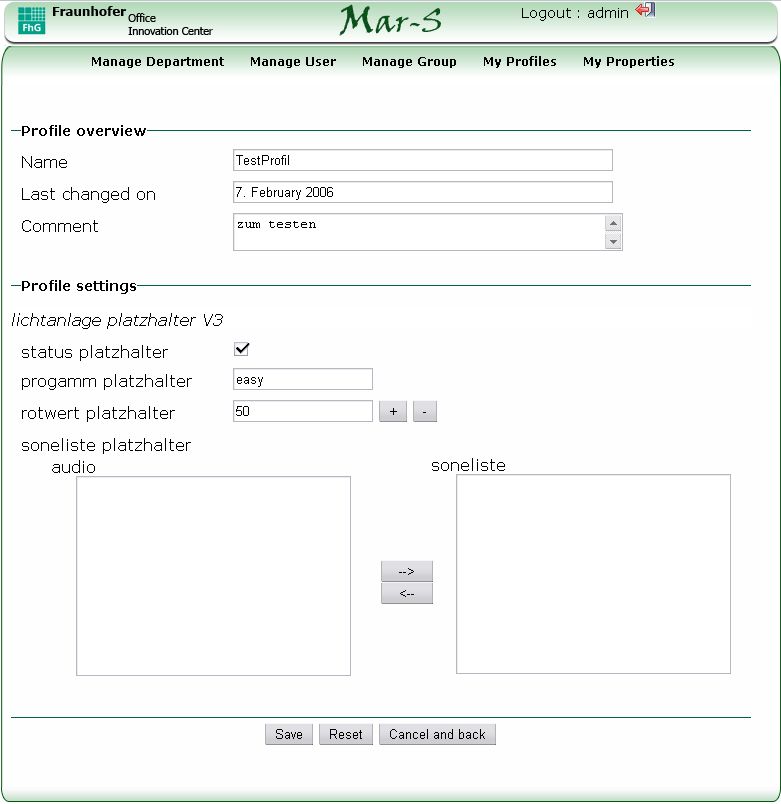 FhG Fraunhofer Office Innovation Center Mar-S Logout : admin
Manage Department Manage User Manage Group My Profiles My Properties
Profile overview
Name TestProfil
Last changed on 7. February 2006
Comment zum testen
Profile settings
lichtanlage platzhalter V3
status platzhalter
progamm platzhalter easy
rotwert platzhalter 50 + -
soneliste platzhalter
audio soneliste
-->
<--
Save Reset Cancel and back